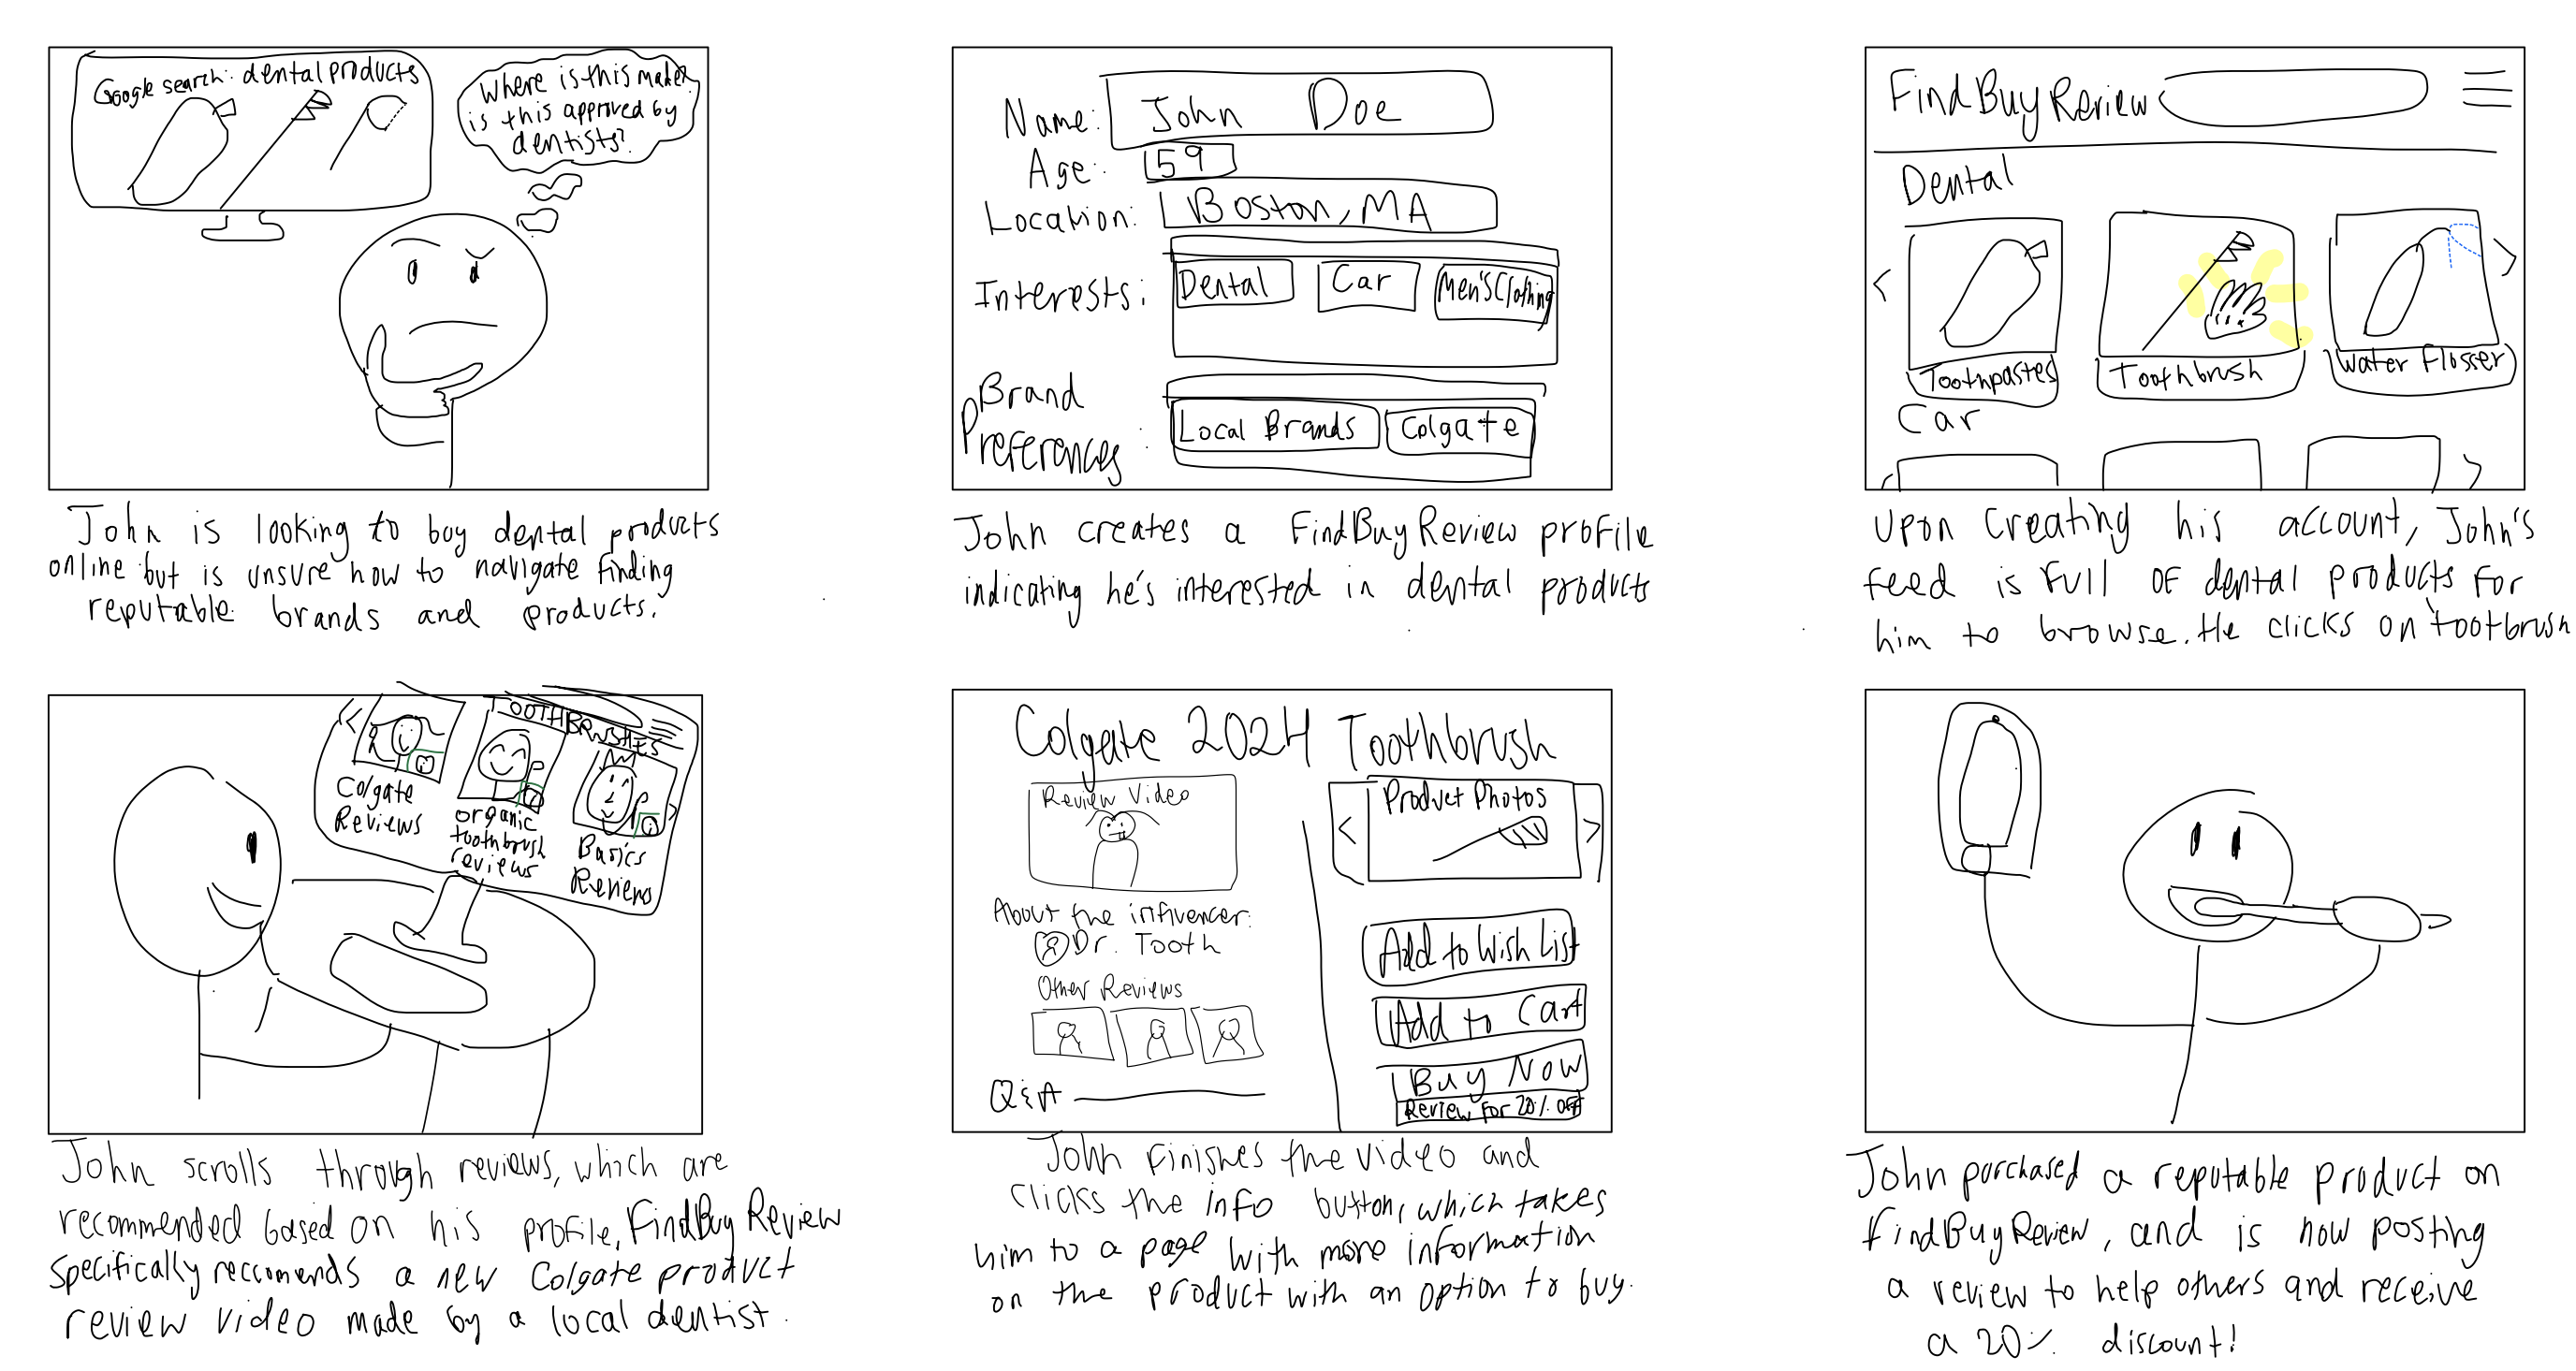 Google search: dental products
Where is this made?
is this approved by
dentists?
John is looking to buy dental products
online but is unsure how to navigate finding
reputable brands and products.
Name: John Doe
Age: 59
Location: Boston, MA
Interests: Dental Car Men's Clothing
Brand
Preferences: Local Brands Colgate
John creates a FindBuyReview profile
indicating he's interested in dental products
FindBuyReview
Dental
< >
Toothpastes Toothbrush Water Flosser
Car
< >
Upon creating his account, John's
feed is full of dental products for
him to browse. He clicks on tootbrush
TOOTHBRUSHES
<
>
Colgate
Reviews
organic
toothbrush
reviews
Basics
Reviews
John scrolls through reviews, which are
recommended based on his profile. FindBuyReview
specifically reccomends a new Colgate product
review video made by a local dentist.
Colgate 2024 Toothbrush
Review Video
About the influencer:
Dr. Tooth
Other Reviews
Q&A
Product Photos
< >
Add to Wish List
Add to Cart
Buy Now
Review for 20% off
John finishes the video and
clicks the info button, which takes
him to a page with more information
on the product with an option to buy.
John purchased a reputable product on
FindBuyReview, and is now posting
a review to help others and receive
a 20% discount!